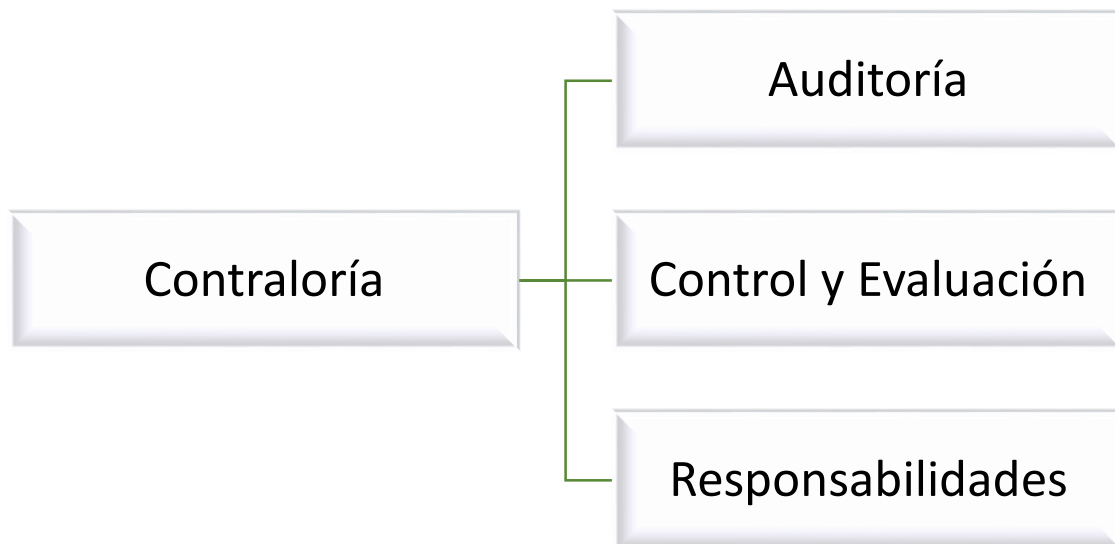 Contraloría
Auditoría
Control y Evaluación
Responsabilidades